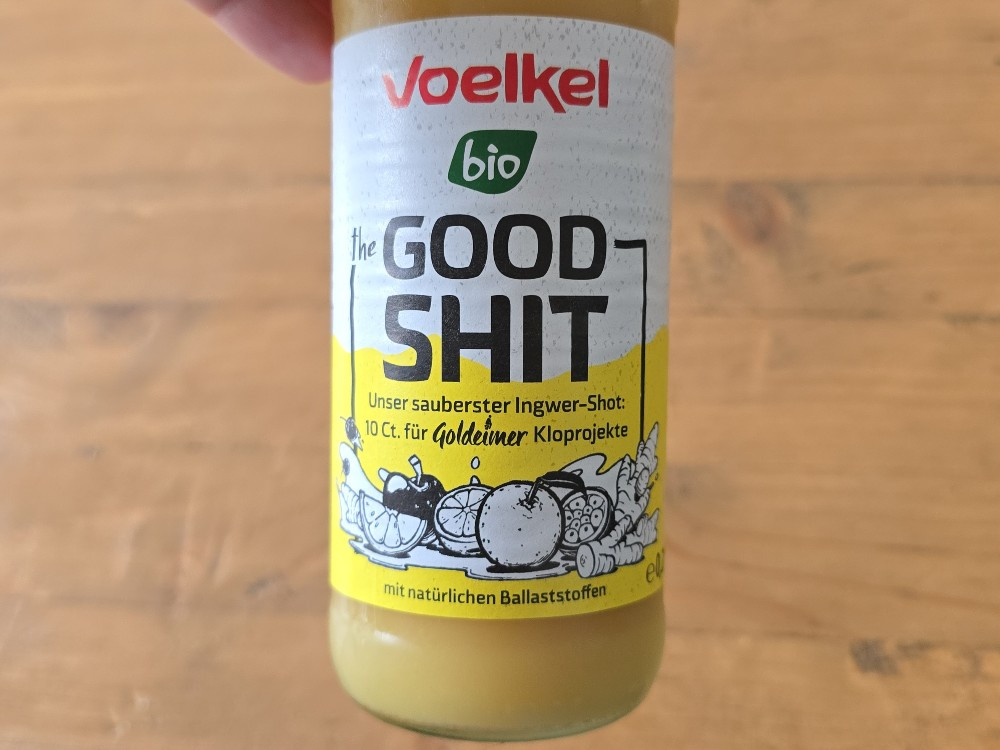 Voelkel
bio
the GOOD
SHIT
Unser sauberster Ingwer-Shot:
10 Ct. für Goldeimer Kloprojekte
mit natürlichen Ballaststoffen